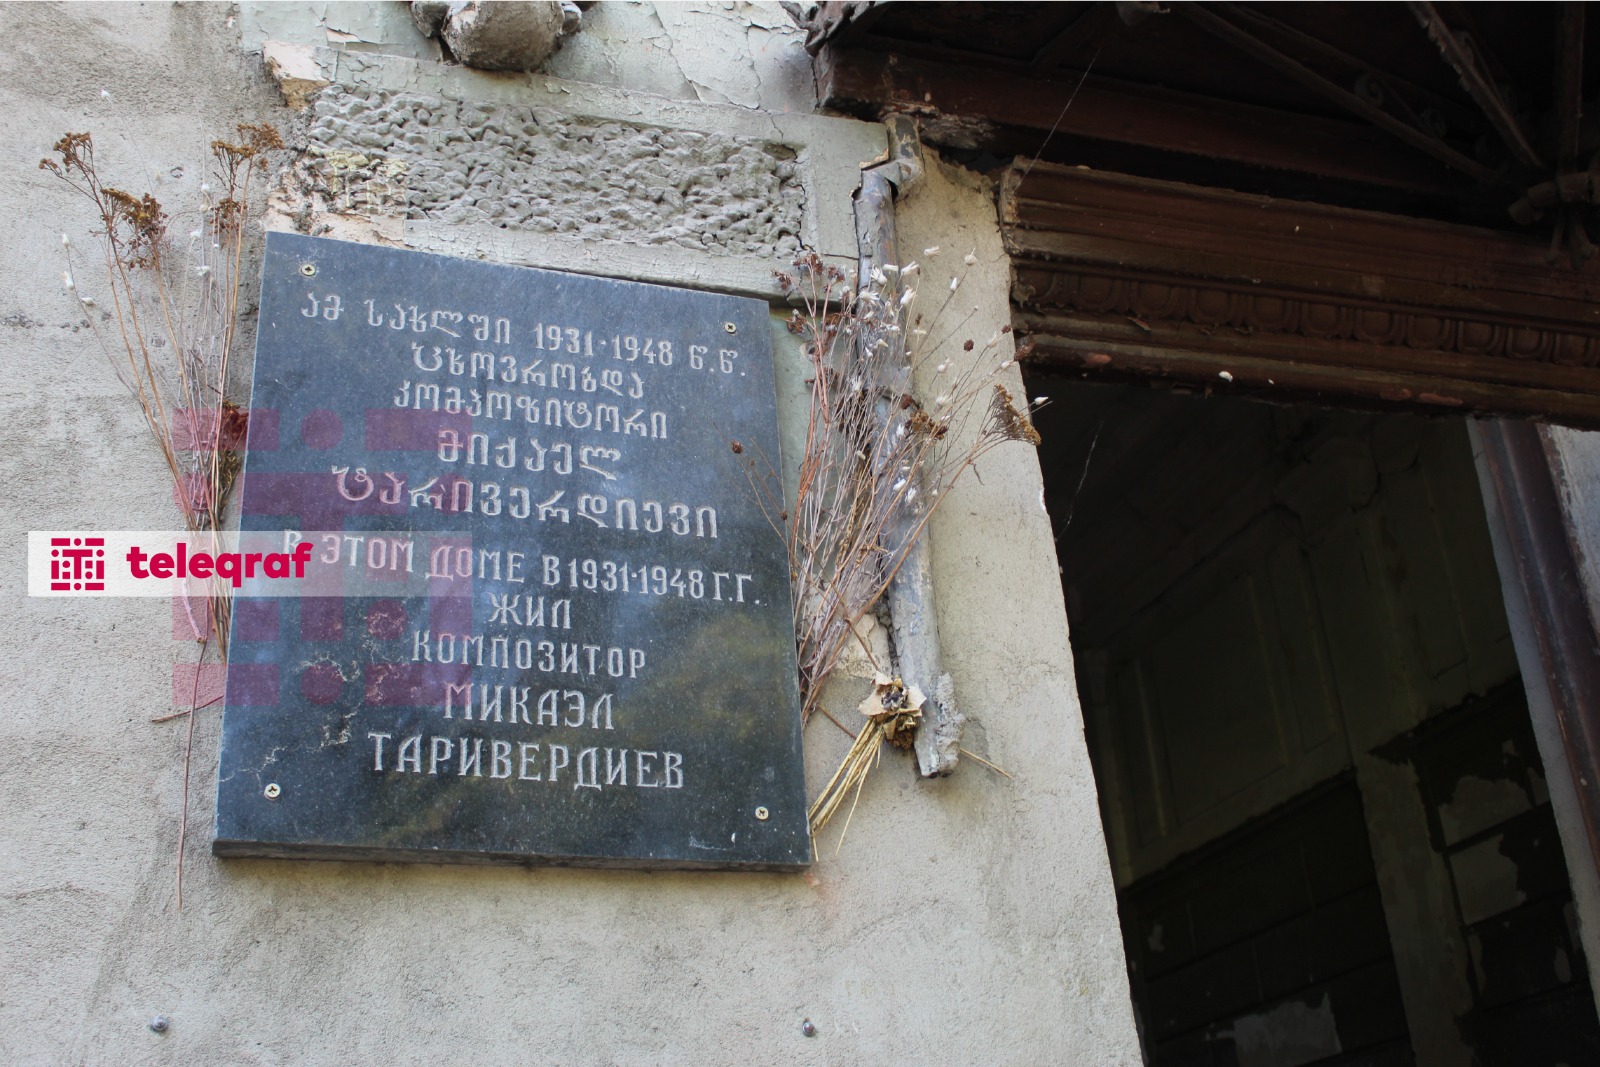 ამ სახლში 1931-1948 წ.წ.
ცხოვრობდა
კომპოზიტორი
მიქაელ
ტარივერდიევი
В ЭТОМ ДОМЕ В 1931-1948 Г.Г.
ЖИЛ
КОМПОЗИТОР
МИКАЭЛ
ТАРИВЕРДИЕВ
teleqraf